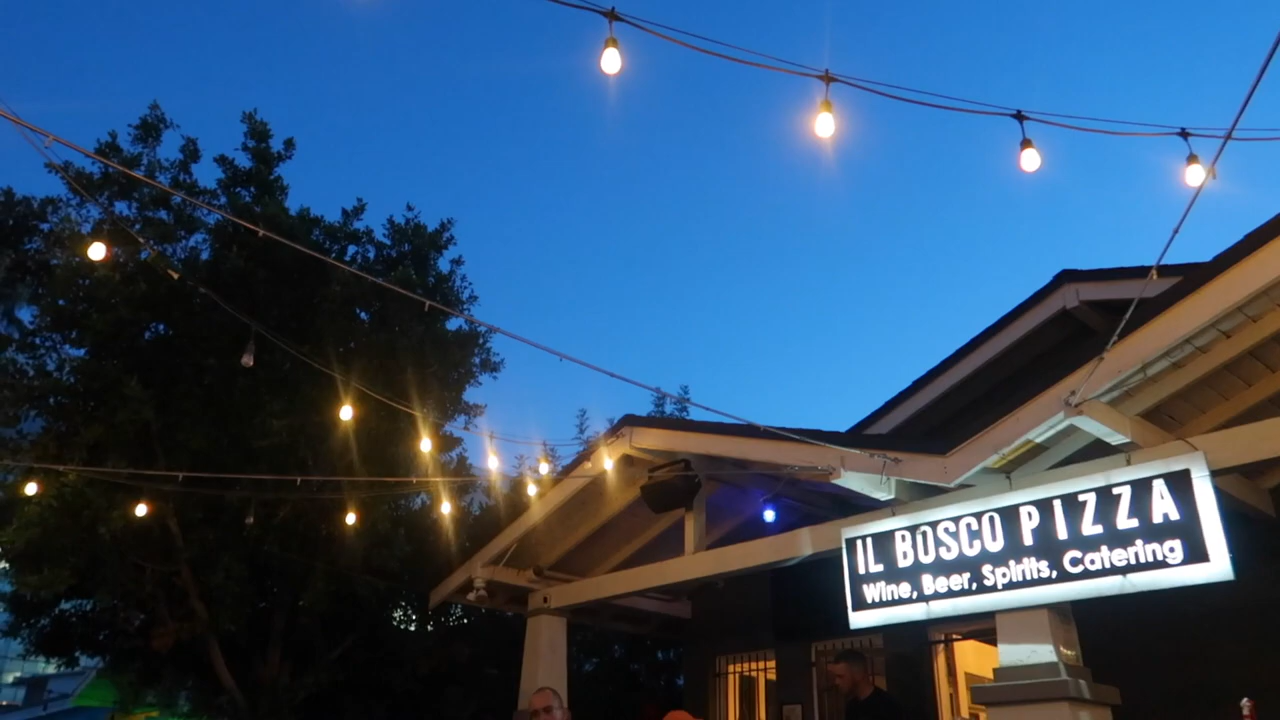 IL BOSCO PIZZA
Wine, Beer, Spirits, Catering